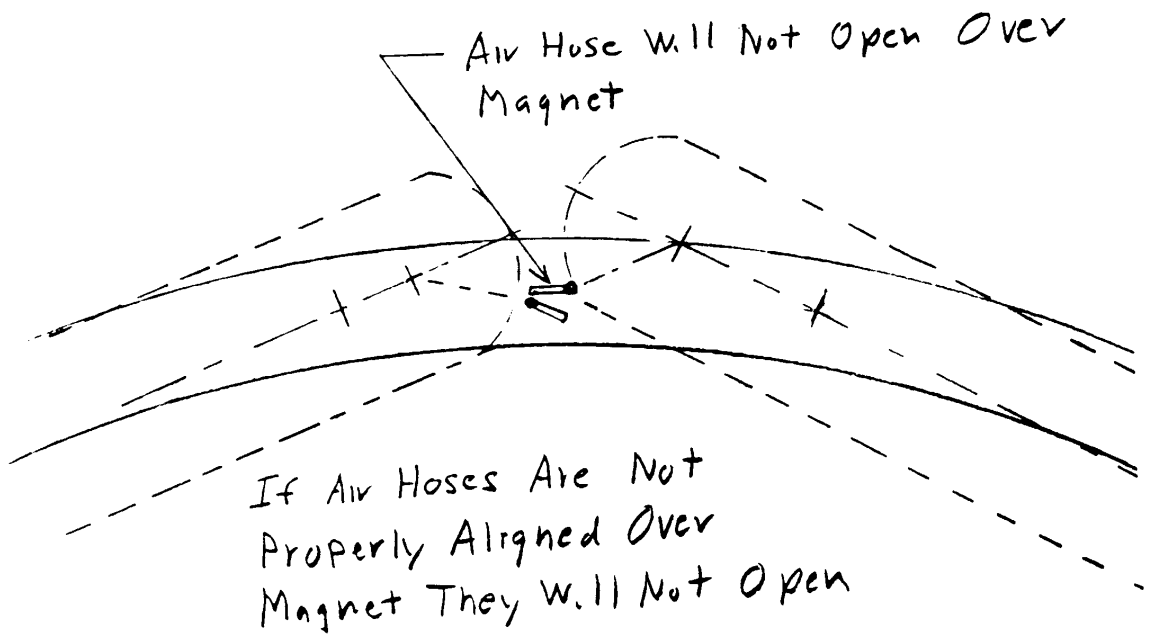 Air Hose Will Not Open Over
Magnet
If Air Hoses Are Not
Properly Aligned Over
Magnet They Will Not Open